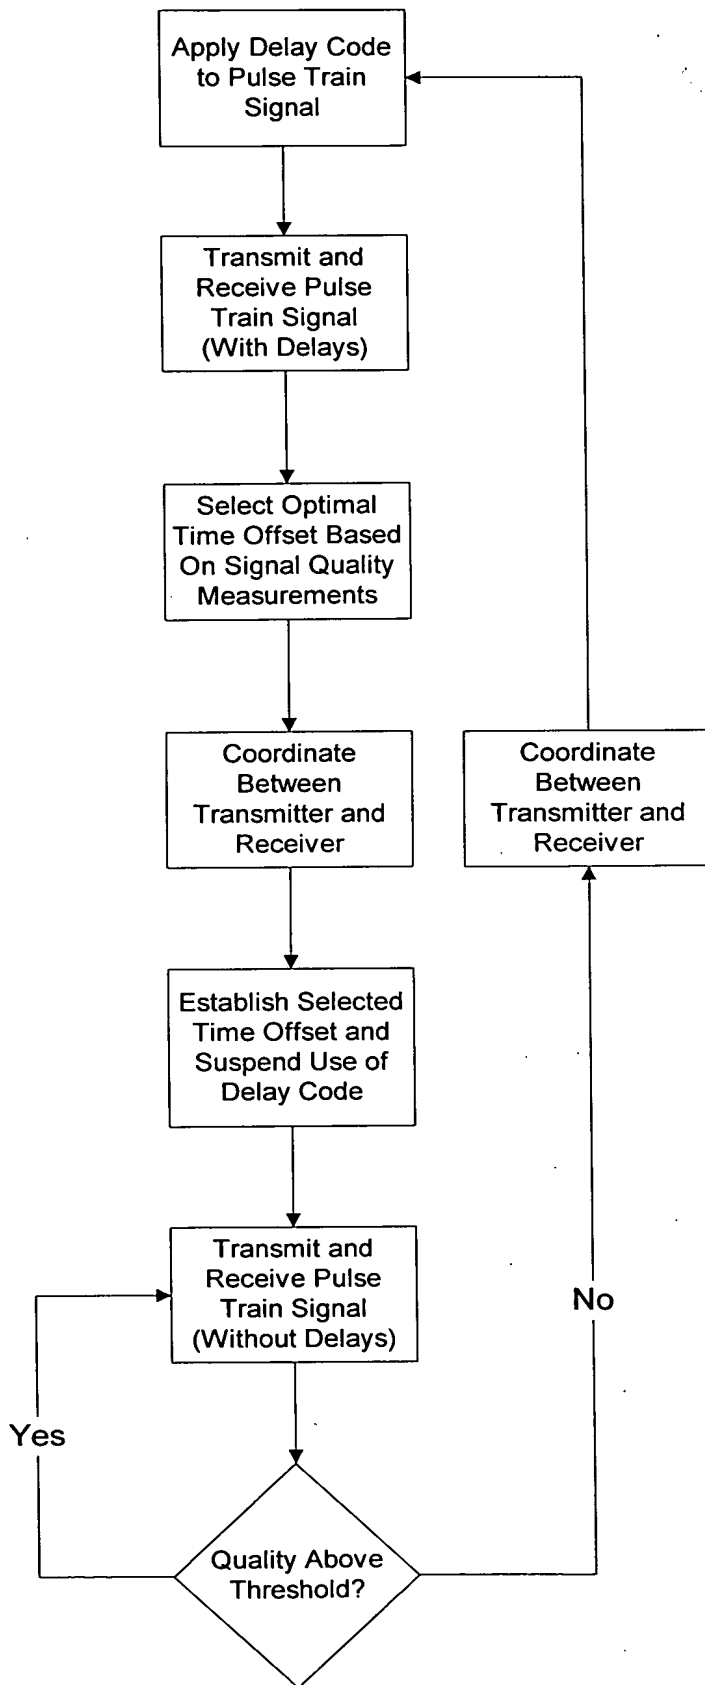 Apply Delay Code
to Pulse Train
Signal
Transmit and
Receive Pulse
Train Signal
(With Delays)
Select Optimal
Time Offset Based
On Signal Quality
Measurements
Coordinate
Between
Transmitter and
Receiver
Coordinate
Between
Transmitter and
Receiver
Establish Selected
Time Offset and
Suspend Use of
Delay Code
Transmit and
Receive Pulse
Train Signal
(Without Delays)
No
Yes
Quality Above
Threshold?